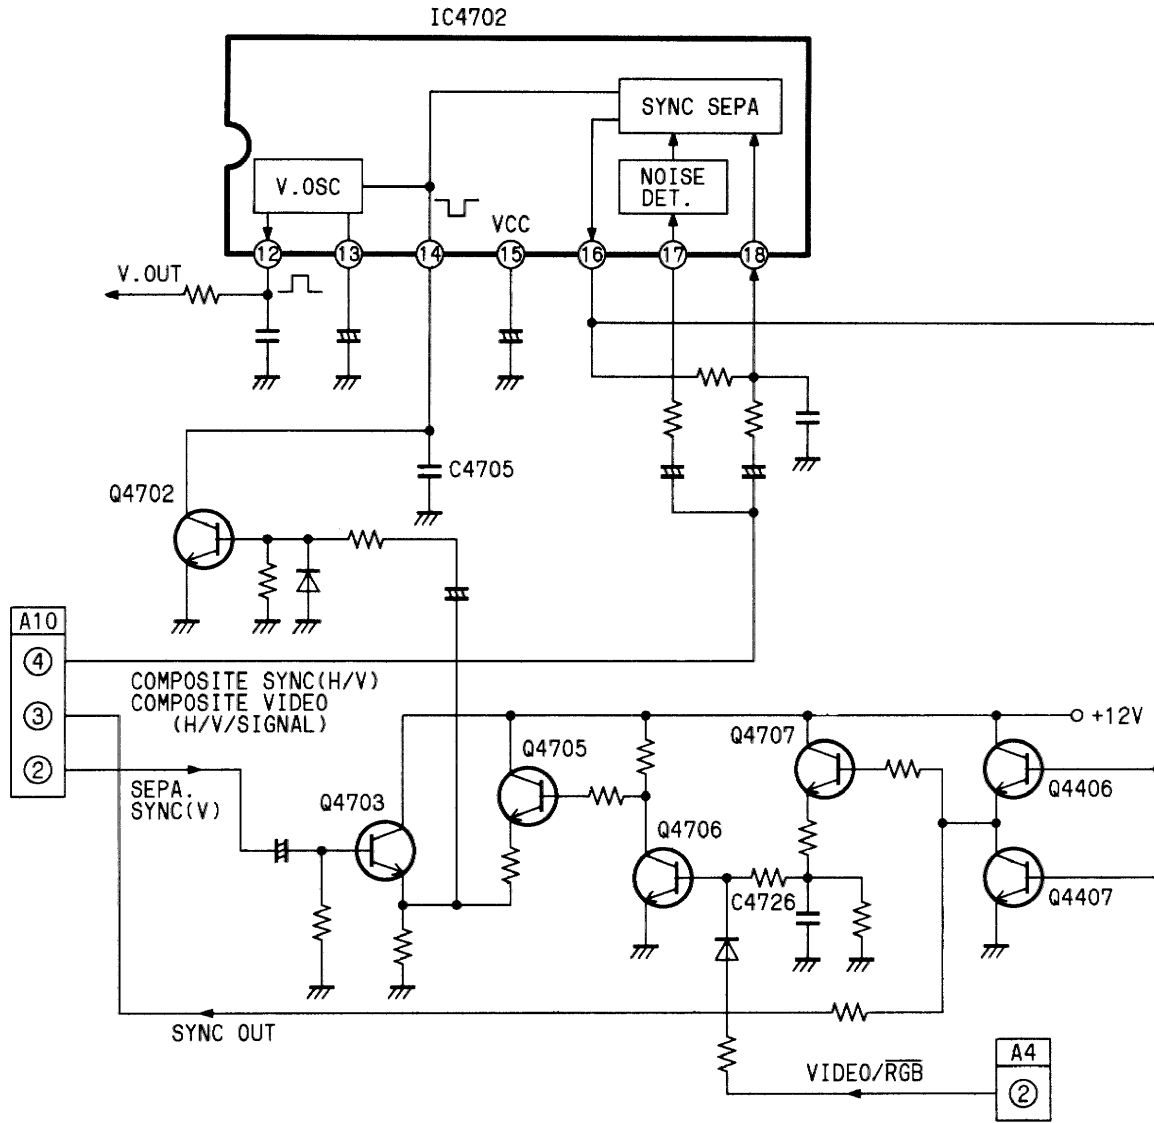 IC4702
SYNC SEPA
V.OSC
NOISE
DET.
VCC
12
13
14
15
16
17
18
V.OUT
C4705
Q4702
A10
4
COMPOSITE SYNC(H/V)
COMPOSITE VIDEO
(H/V/SIGNAL)
3
+12V
Q4707
Q4705
2
SEPA.
SYNC(V)
Q4406
Q4703
Q4706
C4726
Q4407
SYNC OUT
A4
VIDEO/RGB
2